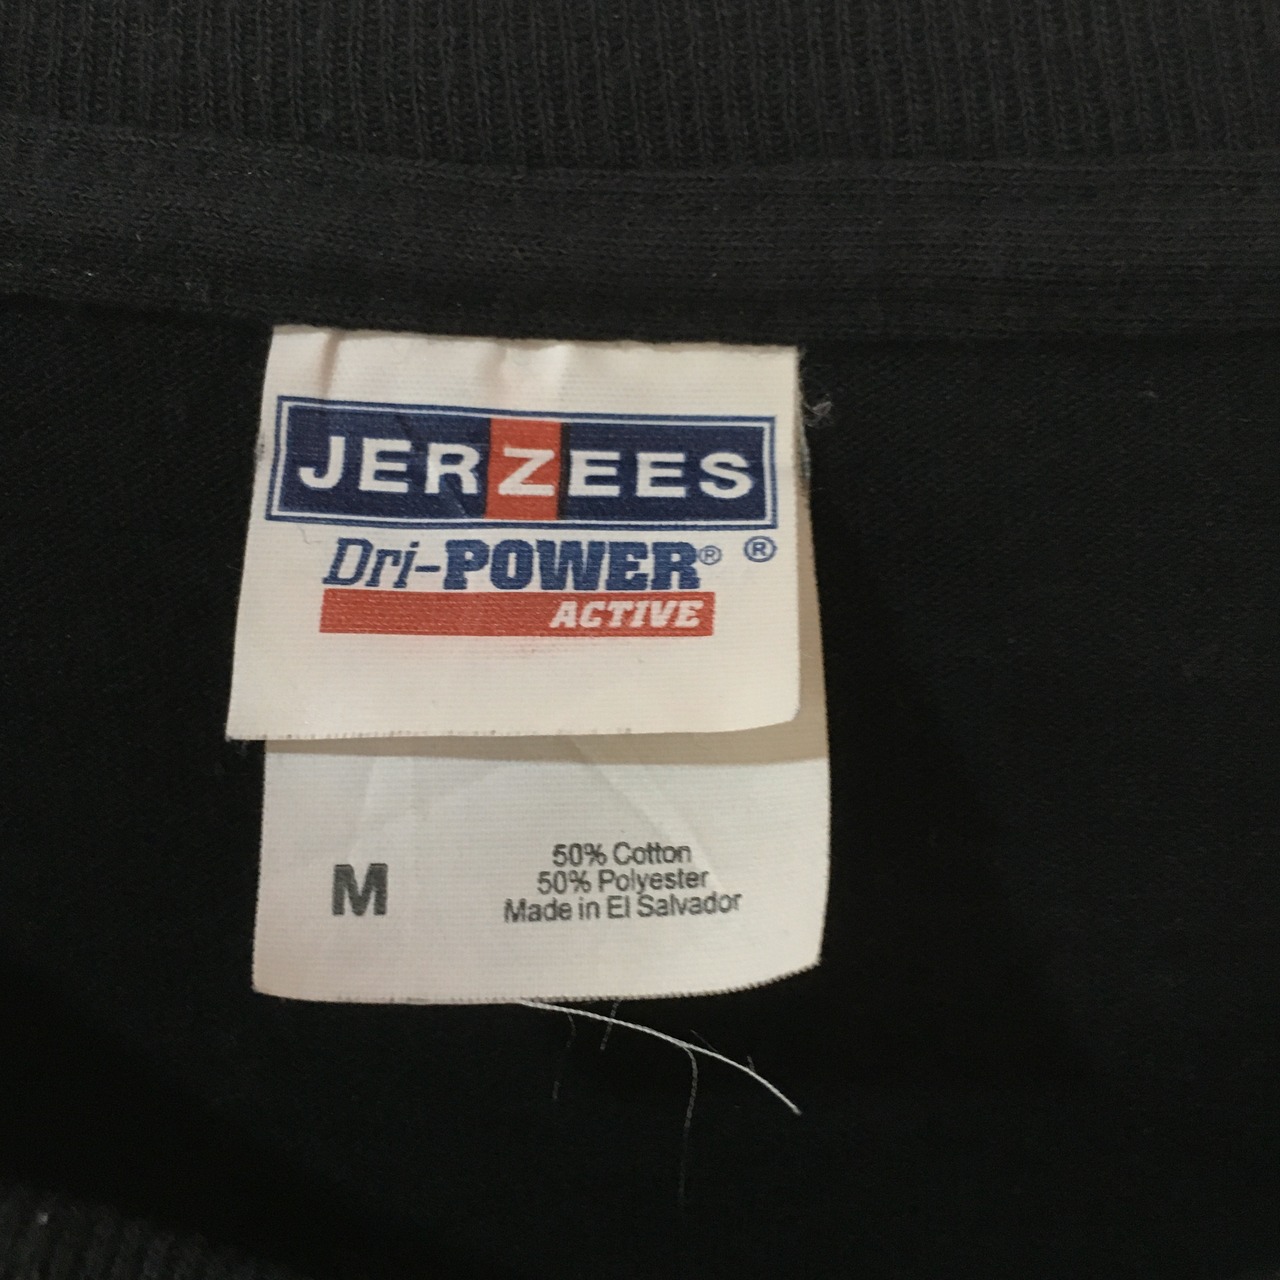 JERZEES
Dri-POWER® ®
ACTIVE
M
50% Cotton
50% Polyester
Made in El Salvador